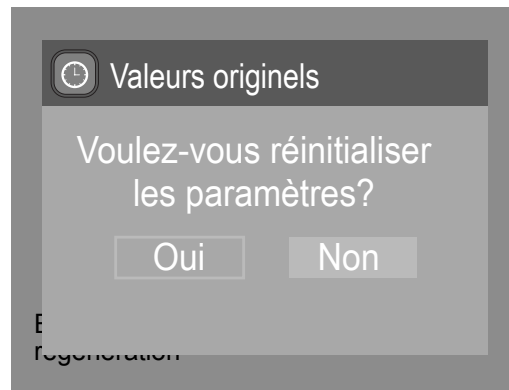 Valeurs originels
Voulez-vous réinitialiser
les paramètres?
Oui Non